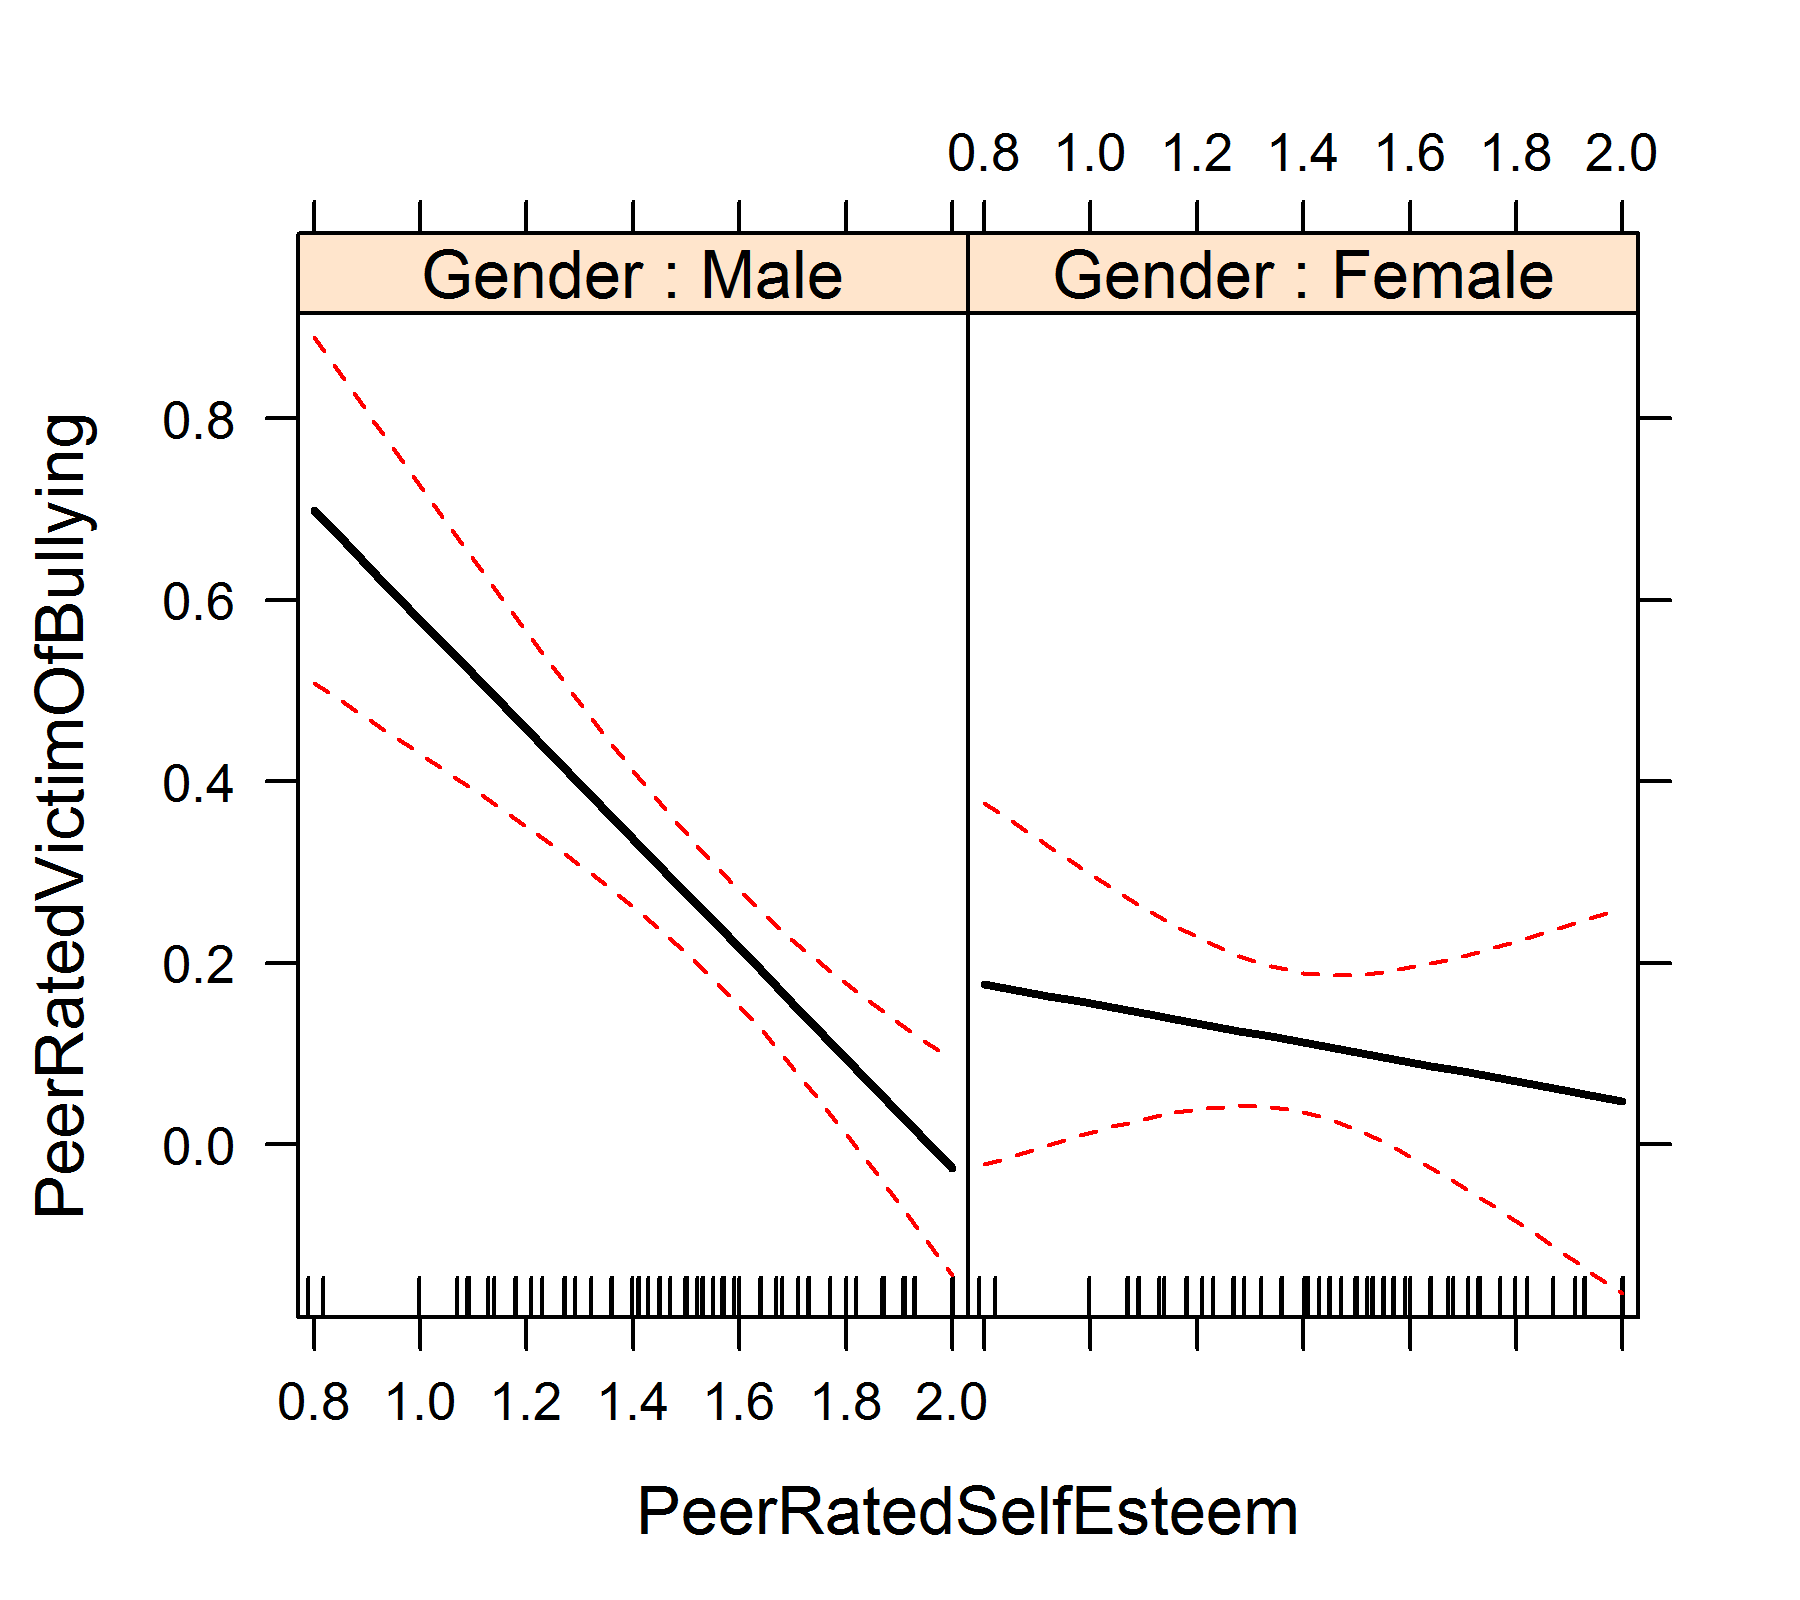 0.8 1.0 1.2 1.4 1.6 1.8 2.0
Gender : Male
Gender : Female
PeerRatedVictimOfBullying
0.8
0.6
0.4
0.2
0.0
0.8 1.0 1.2 1.4 1.6 1.8 2.0
PeerRatedSelfEsteem